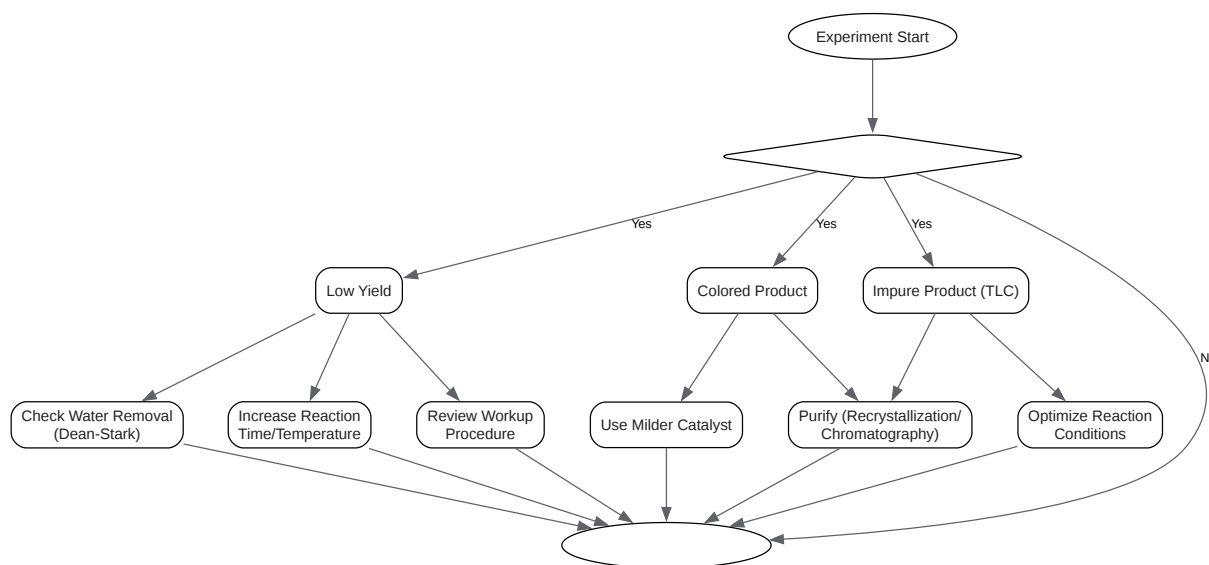 Experiment Start
Yes
Yes
Yes
Low Yield
Colored Product
Impure Product (TLC)
N
Check Water Removal
(Dean-Stark)
Increase Reaction
Time/Temperature
Review Workup
Procedure
Use Milder Catalyst
Purify (Recrystallization/
Chromatography)
Optimize Reaction
Conditions